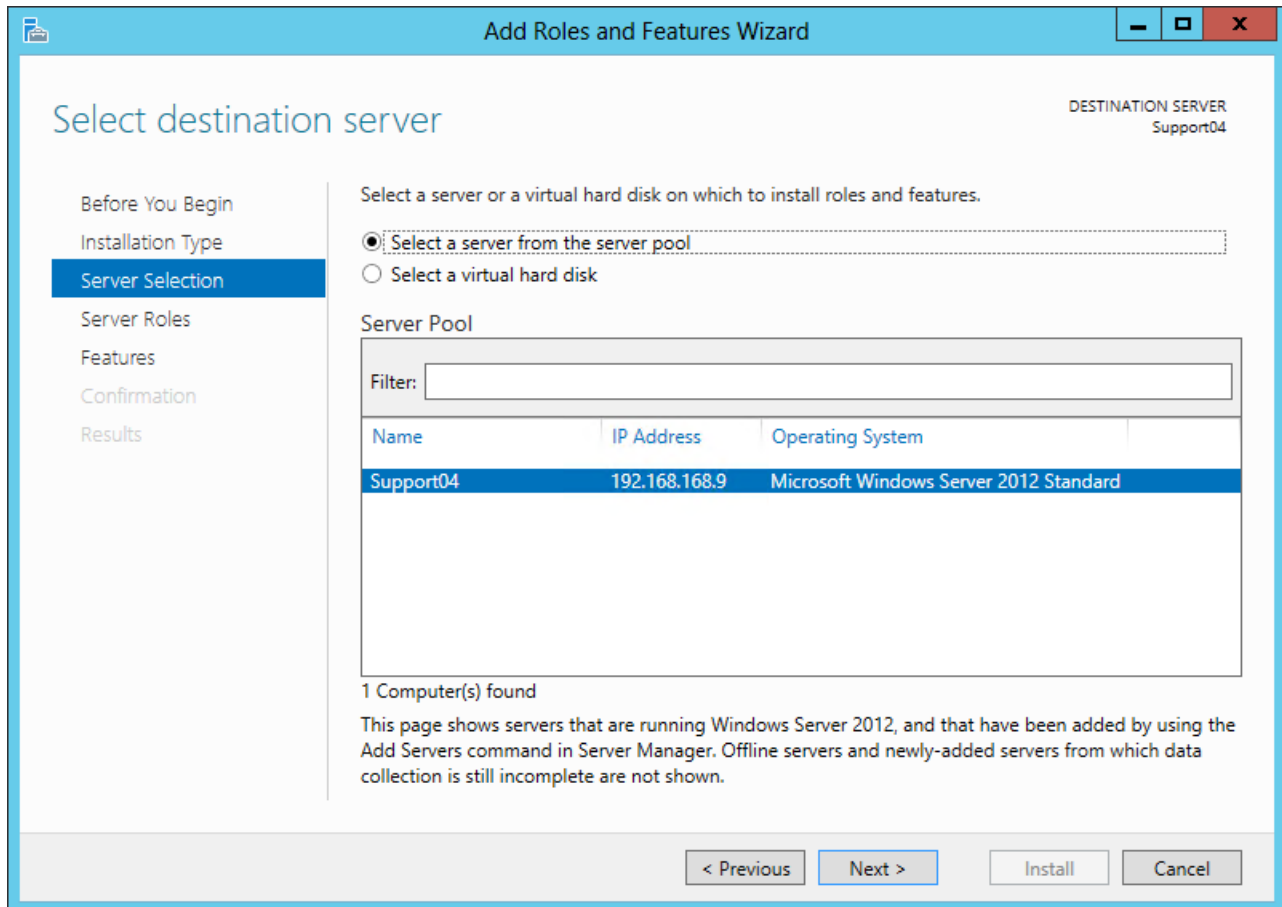 Add Roles and Features Wizard
Select destination server
DESTINATION SERVER
Support04
Before You Begin
Installation Type
Server Selection
Server Roles
Features
Confirmation
Results
Select a server or a virtual hard disk on which to install roles and features.
Select a server from the server pool
Select a virtual hard disk
Server Pool
Filter:
Name IP Address Operating System
Support04 192.168.168.9 Microsoft Windows Server 2012 Standard
1 Computer(s) found
This page shows servers that are running Windows Server 2012, and that have been added by using the
Add Servers command in Server Manager. Offline servers and newly-added servers from which data
collection is still incomplete are not shown.
< Previous Next > Install Cancel